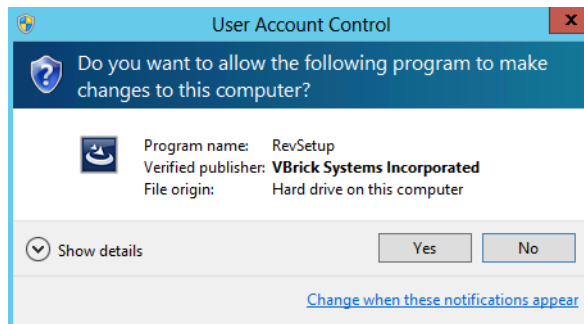 User Account Control
x
Do you want to allow the following program to make
changes to this computer?
Program name: RevSetup
Verified publisher: VBrick Systems Incorporated
File origin: Hard drive on this computer
Show details
Yes No
Change when these notifications appear